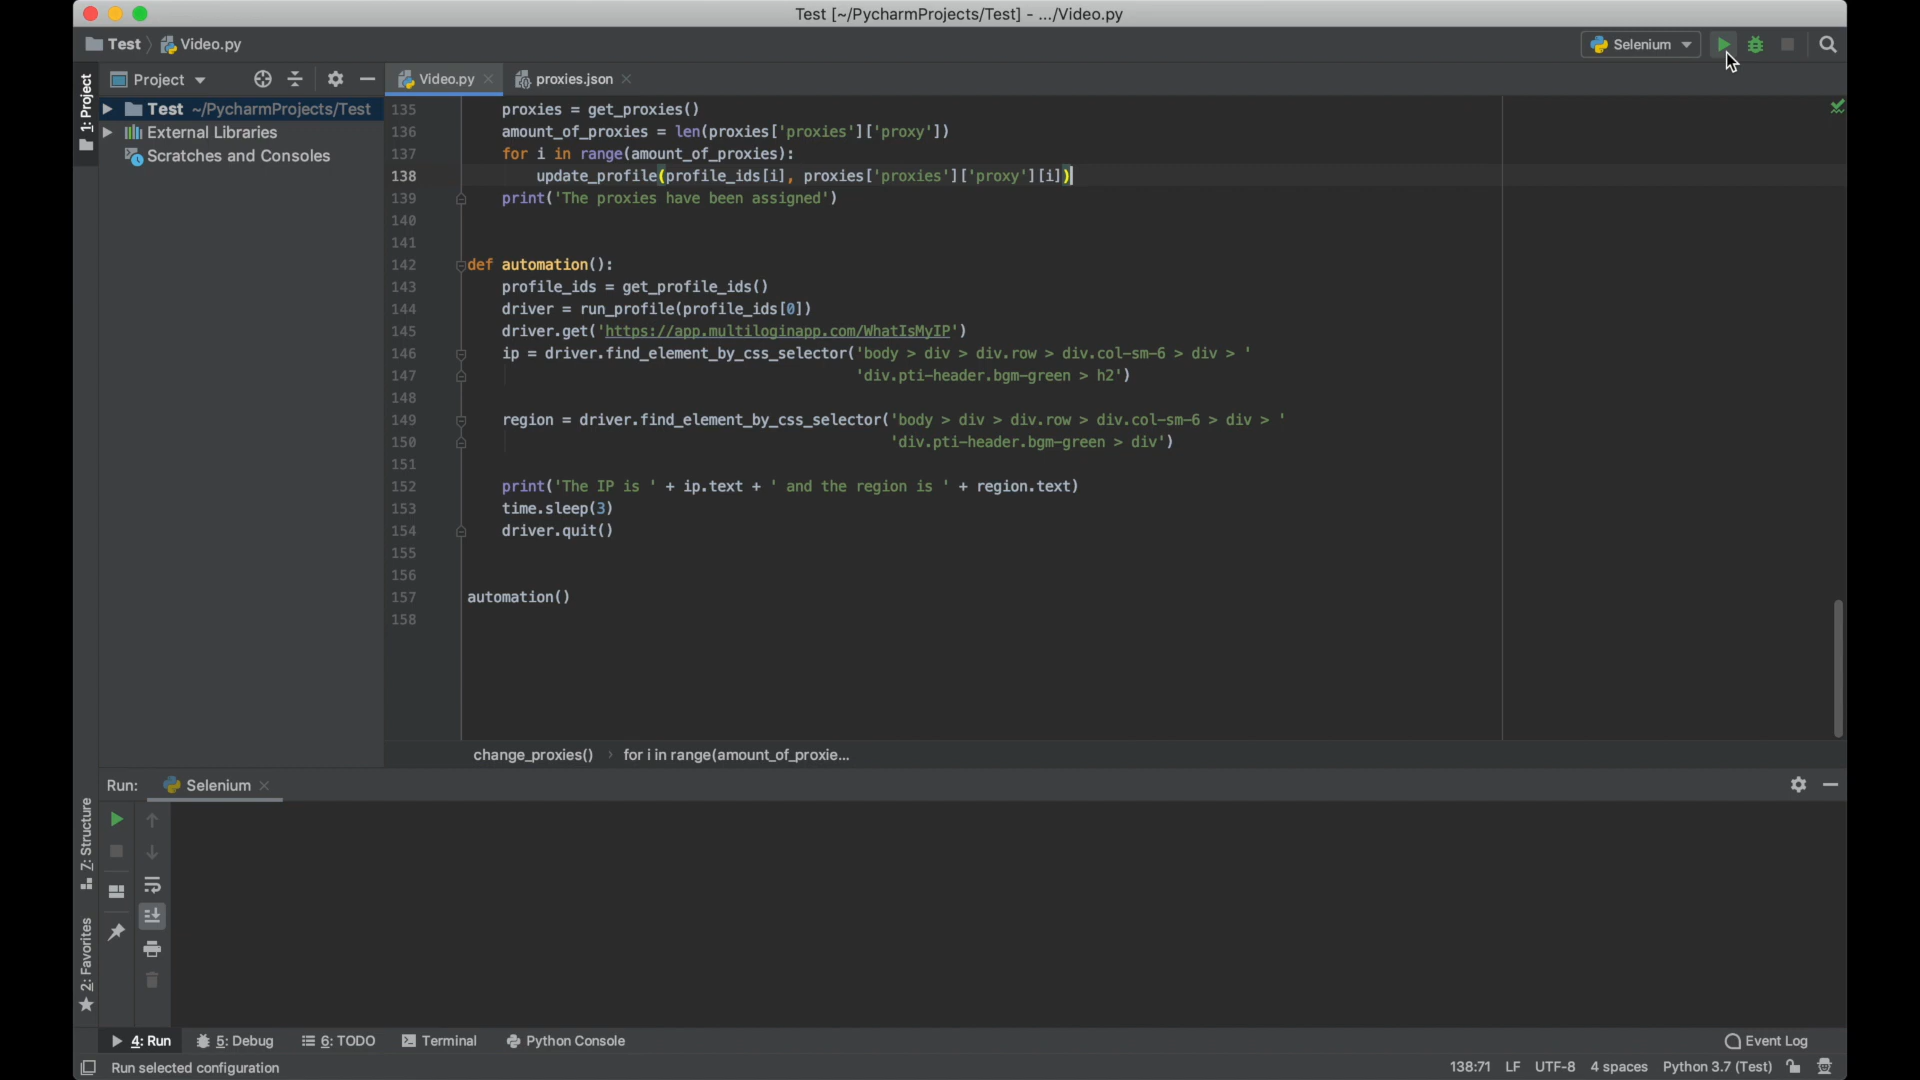 Test [~/PycharmProjects/Test] - .../Video.py
Test
Video.py
Selenium
1: Project
Project
Video.py
proxies.json
Test ~/PycharmProjects/Test
External Libraries
Scratches and Consoles
135 proxies = get_proxies()
136 amount_of_proxies = len(proxies['proxies']['proxy'])
137 for i in range(amount_of_proxies):
138 update_profile(profile_ids[i], proxies['proxies']['proxy'][i])
139 print('The proxies have been assigned')
140
141
142 def automation():
143 profile_ids = get_profile_ids()
144 driver = run_profile(profile_ids[0])
145 driver.get('https://app.multiloginapp.com/WhatIsMyIP')
146 ip = driver.find_element_by_css_selector('body > div > div.row > div.col-sm-6 > div > '
147 'div.pti-header.bgm-green > h2')
148
149 region = driver.find_element_by_css_selector('body > div > div.row > div.col-sm-6 > div > '
150 'div.pti-header.bgm-green > div')
151
152 print('The IP is ' + ip.text + ' and the region is ' + region.text)
153 time.sleep(3)
154 driver.quit()
155
156
157 automation()
158
change_proxies()
for i in range(amount_of_proxie...
Run:
Selenium
Z: Structure
2: Favorites
4: Run
5: Debug
6: TODO
Terminal
Python Console
Event Log
Run selected configuration
138:71 LF UTF-8 4 spaces Python 3.7 (Test)